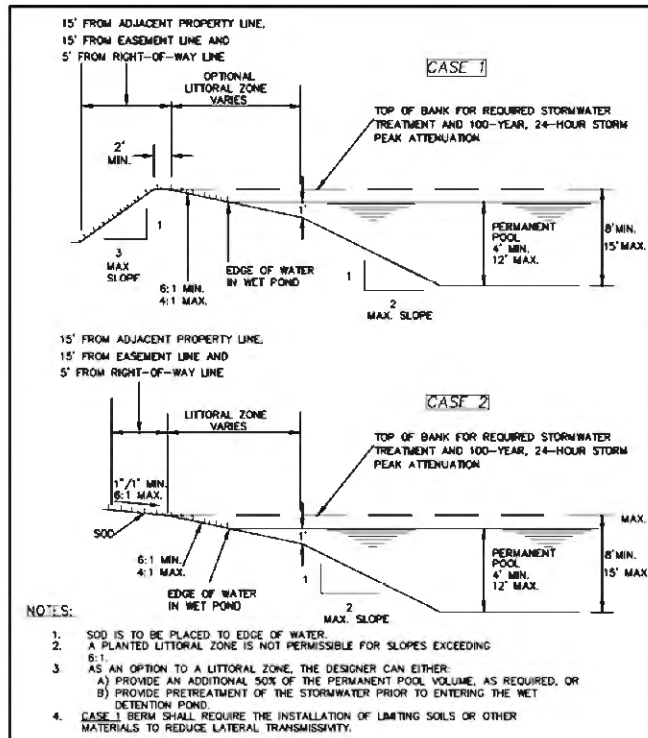 15' FROM ADJACENT PROPERTY LINE,
15' FROM EASEMENT LINE AND
5' FROM RIGHT-OF-WAY LINE
OPTIONAL
LITTORAL ZONE
VARIES
CASE 1
TOP OF BANK FOR REQUIRED STORMWATER
TREATMENT AND 100-YEAR, 24-HOUR STORM
PEAK ATTENUATION
2'
MIN.
1'
1
3
MAX
SLOPE
6:1 MIN.
4:1 MAX.
EDGE OF WATER
IN WET POND
1
2
MAX. SLOPE
PERMANENT
POOL
4' MIN.
12' MAX.
8' MIN.
15' MAX.
15' FROM ADJACENT PROPERTY LINE,
15' FROM EASEMENT LINE AND
5' FROM RIGHT-OF-WAY LINE
LITTORAL ZONE
VARIES
CASE 2
TOP OF BANK FOR REQUIRED STORMWATER
TREATMENT AND 100-YEAR, 24-HOUR STORM
PEAK ATTENUATION
1"/1' MIN.
6:1 MAX.
SOD
1'
6:1 MIN.
4:1 MAX.
EDGE OF WATER
IN WET POND
1
2
MAX. SLOPE
MAX.
PERMANENT
POOL
4' MIN.
12' MAX.
8' MIN.
15' MAX.
NOTES:
1. SOD IS TO BE PLACED TO EDGE OF WATER.
2. A PLANTED LITTORAL ZONE IS NOT PERMISSIBLE FOR SLOPES EXCEEDING
6:1.
3. AS AN OPTION TO A LITTORAL ZONE, THE DESIGNER CAN EITHER:
A) PROVIDE AN ADDITIONAL 50% OF THE PERMANENT POOL VOLUME, AS REQUIRED, OR
B) PROVIDE PRETREATMENT OF THE STORMWATER PRIOR TO ENTERING THE WET
DETENTION POND.
4. CASE 1 BERM SHALL REQUIRE THE INSTALLATION OF LIMITING SOILS OR OTHER
MATERIALS TO REDUCE LATERAL TRANSMISSIVITY.